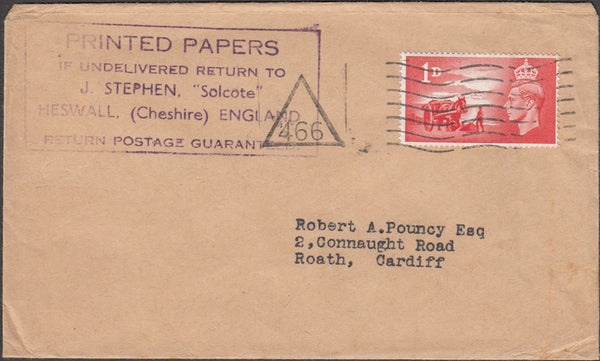 PRINTED PAPERS
IF UNDELIVERED RETURN TO
J. STEPHEN, "Solcote"
HESWALL, (Cheshire) ENGLAND
RETURN POSTAGE GUARANT
466
1D
Robert A.Pouncy Esq
2,Connaught Road
Roath, Cardiff